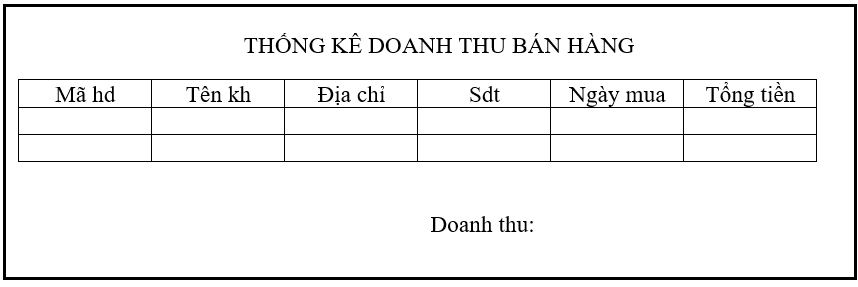 THỐNG KÊ DOANH THU BÁN HÀNG
Mã hd Tên kh Địa chỉ Sdt Ngày mua Tổng tiền
Doanh thu: